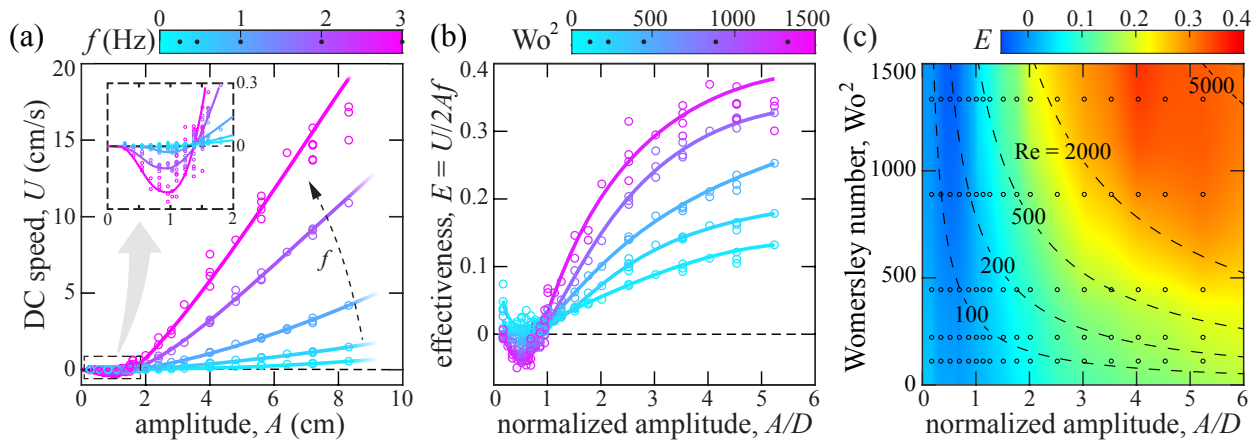 (a)
f (Hz)
0 1 2 3
DC speed, U (cm/s)
20
15
10
5
0
0.3
0
0 1 2
f
0 2 4 6 8 10
amplitude, A (cm)
(b)
Wo²
0 500 1000 1500
effectiveness, E = U/2Af
0.4
0.3
0.2
0.1
0
0 1 2 3 4 5 6
normalized amplitude, A/D
(c)
E
0 0.1 0.2 0.3 0.4
Womersley number, Wo²
1500
1000
500
0
5000
Re = 2000
500
200
100
0 1 2 3 4 5 6
normalized amplitude, A/D